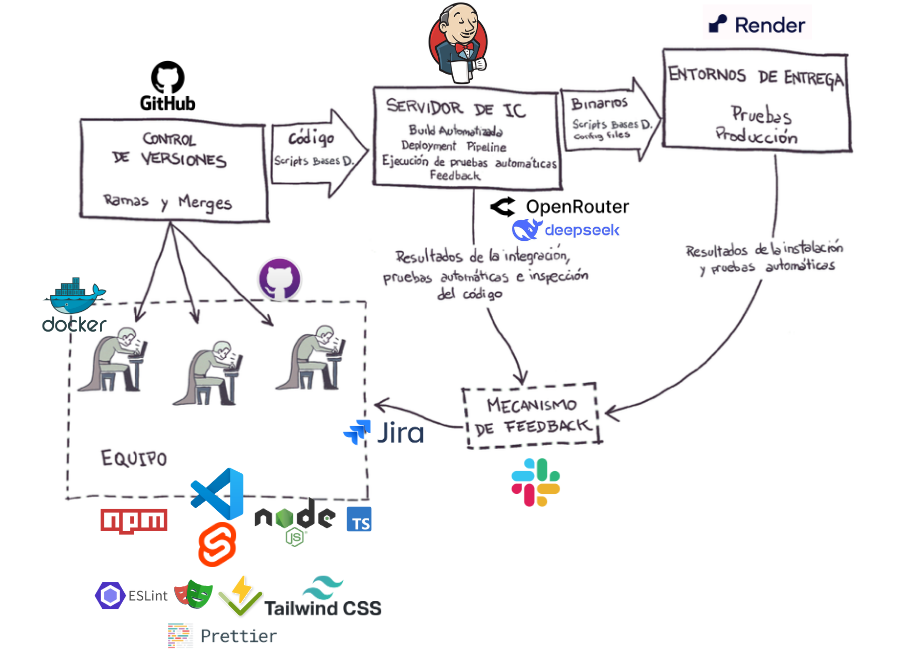 Render
GitHub
CONTROL
DE VERSIONES
Ramas y Merges
Código
Scripts Bases D.
SERVIDOR DE IC
Build Automatizada
Deployment Pipeline
Ejecución de pruebas automáticas
Feedback
Binarios
Scripts Bases D.
Config files
ENTORNOS DE ENTREGA
Pruebas
Producción
OpenRouter
deepseek
Resultados de la integración,
pruebas automáticas e inspección
del código
Resultados de la instalación
y pruebas automáticas
docker
EQUIPO
Jira
MECANISMO
DE FEEDBACK
npm
node
JS
TS
ESLint
Tailwind CSS
Prettier